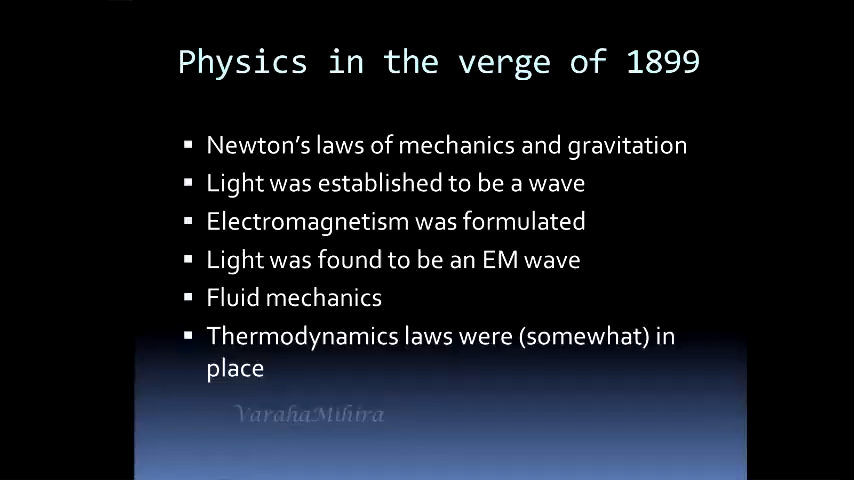 Physics in the verge of 1899
▪ Newton's laws of mechanics and gravitation
▪ Light was established to be a wave
▪ Electromagnetism was formulated
▪ Light was found to be an EM wave
▪ Fluid mechanics
▪ Thermodynamics laws were (somewhat) in
place
VarahaMihira